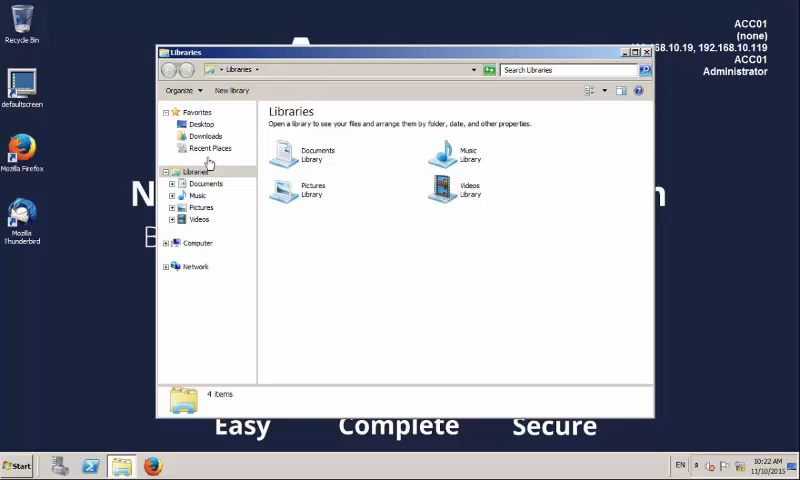 Recycle Bin
defaultscreen
Mozilla Firefox
Mozilla
Thunderbird
ACC01
(none)
.168.10.19, 192.168.10.119
ACC01
Administrator
Libraries
Libraries
Search Libraries
Organize
New library
Favorites
Desktop
Downloads
Recent Places
Libraries
Documents
Music
Pictures
Videos
Computer
Network
Libraries
Open a library to see your files and arrange them by folder, date, and other properties.
Documents
Library
Music
Library
Pictures
Library
Videos
Library
4 items
Easy Complete Secure
Start
EN
10:22 AM
11/10/2015